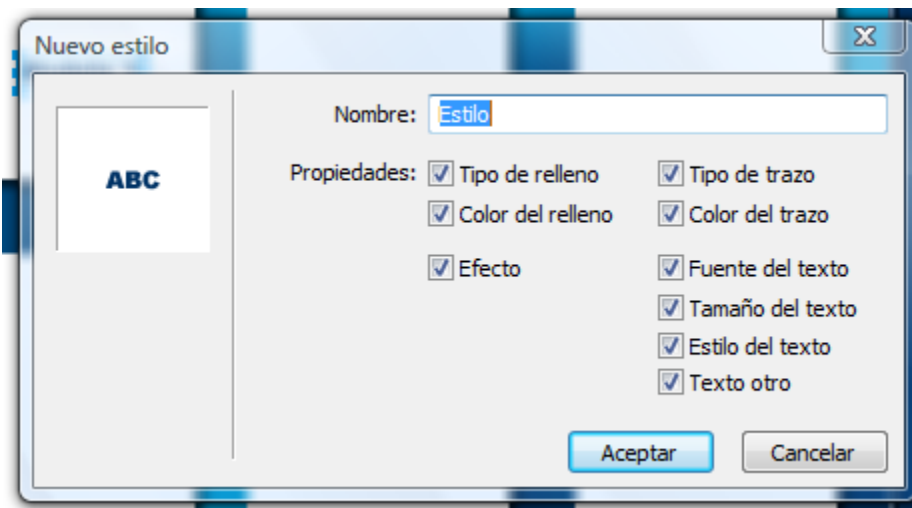 Nuevo estilo
Nombre: Estilo
ABC
Propiedades: Tipo de relleno Tipo de trazo
Color del relleno Color del trazo
Efecto Fuente del texto
Tamaño del texto
Estilo del texto
Texto otro
Aceptar Cancelar